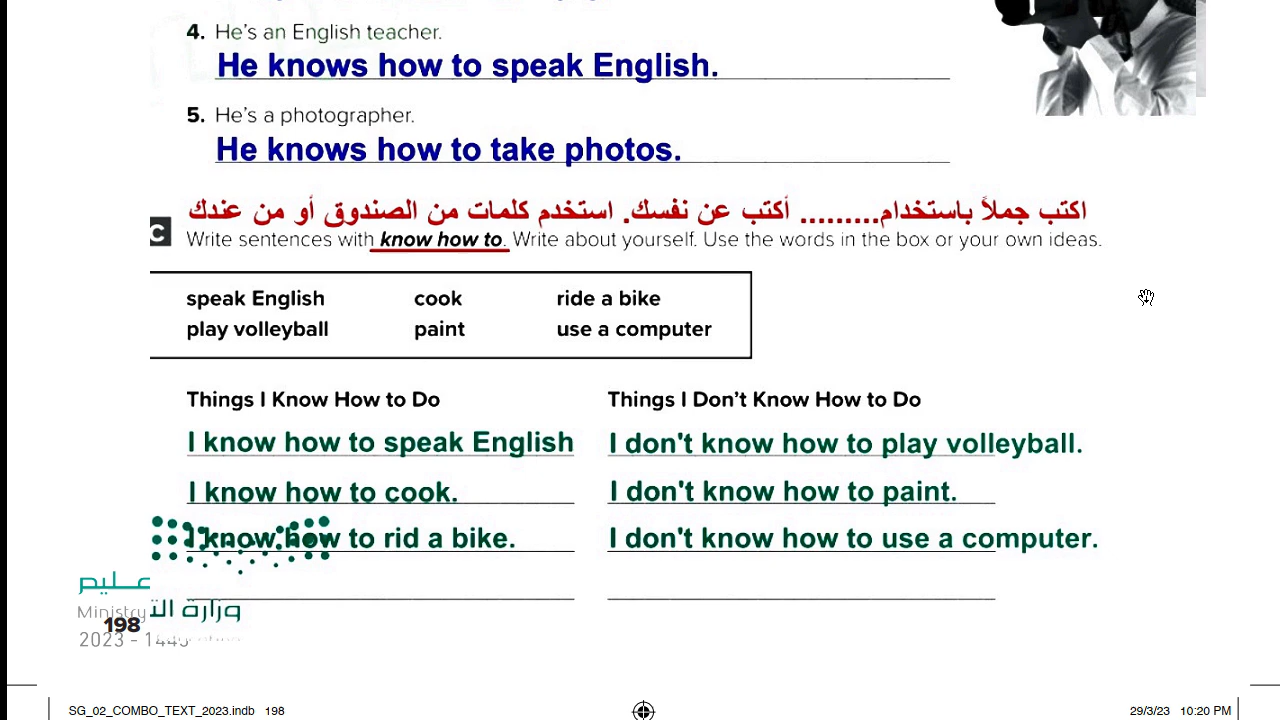 4. He's an English teacher.
He knows how to speak English.
5. He's a photographer.
He knows how to take photos.
اكتب جملاً باستخدام......... أكتب عن نفسك. استخدم كلمات من الصندوق أو من عندك
C Write sentences with know how to. Write about yourself. Use the words in the box or your own ideas.
speak English cook ride a bike
play volleyball paint use a computer
Things I Know How to Do Things I Don't Know How to Do
I know how to speak English I don't know how to play volleyball.
I know how to cook. I don't know how to paint.
I know how to rid a bike. I don't know how to use a computer.
Ministry
198
2023 -
SG_02_COMBO_TEXT_2023.indb 198 29/3/23 10:20 PM